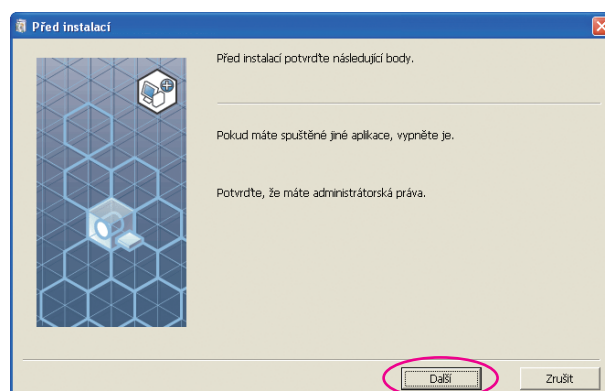 Před instalací
Před instalací potvrďte následující body.
Pokud máte spuštěné jiné aplikace, vypněte je.
Potvrďte, že máte administrátorská práva.
Další
Zrušit